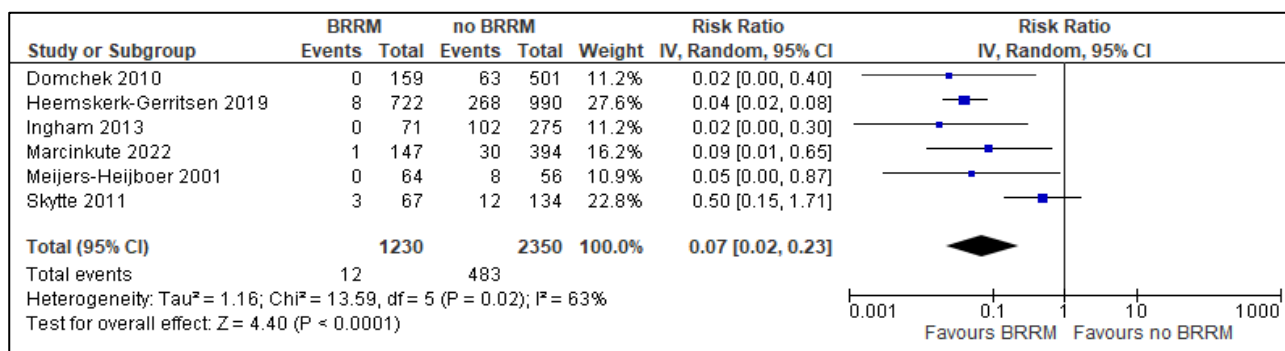 BRRM no BRRM Risk Ratio Risk Ratio
Study or Subgroup Events Total Events Total Weight IV, Random, 95% CI IV, Random, 95% CI
Domchek 2010 0 159 63 501 11.2% 0.02 [0.00, 0.40]
Heemskerk-Gerritsen 2019 8 722 268 990 27.6% 0.04 [0.02, 0.08]
Ingham 2013 0 71 102 275 11.2% 0.02 [0.00, 0.30]
Marcinkute 2022 1 147 30 394 16.2% 0.09 [0.01, 0.65]
Meijers-Heijboer 2001 0 64 8 56 10.9% 0.05 [0.00, 0.87]
Skytte 2011 3 67 12 134 22.8% 0.50 [0.15, 1.71]
Total (95% CI) 1230 2350 100.0% 0.07 [0.02, 0.23]
Total events 12 483
Heterogeneity: Tau² = 1.16; Chi² = 13.59, df = 5 (P = 0.02); I² = 63%
Test for overall effect: Z = 4.40 (P < 0.0001)
0.001 0.1 1 10 1000
Favours BRRM Favours no BRRM